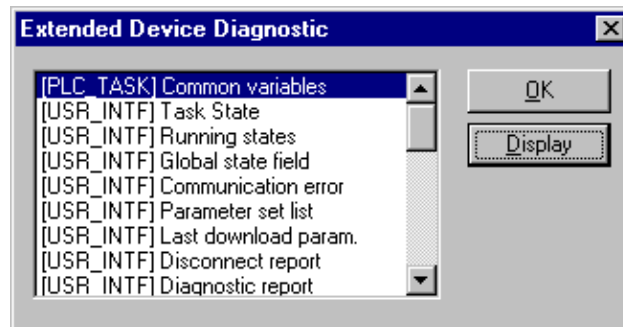 Extended Device Diagnostic
[PLC_TASK] Common variables
[USR_INTF] Task State
[USR_INTF] Running states
[USR_INTF] Global state field
[USR_INTF] Communication error
[USR_INTF] Parameter set list
[USR_INTF] Last download param.
[USR_INTF] Disconnect report
[USR_INTF] Diagnostic report
OK
Display